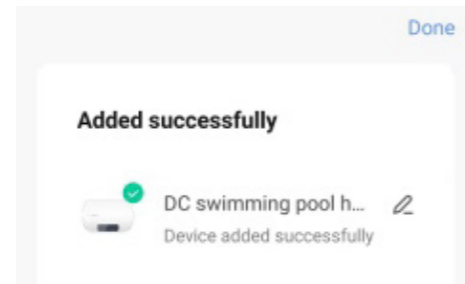 Done
Added successfully
DC swimming pool h...
Device added successfully